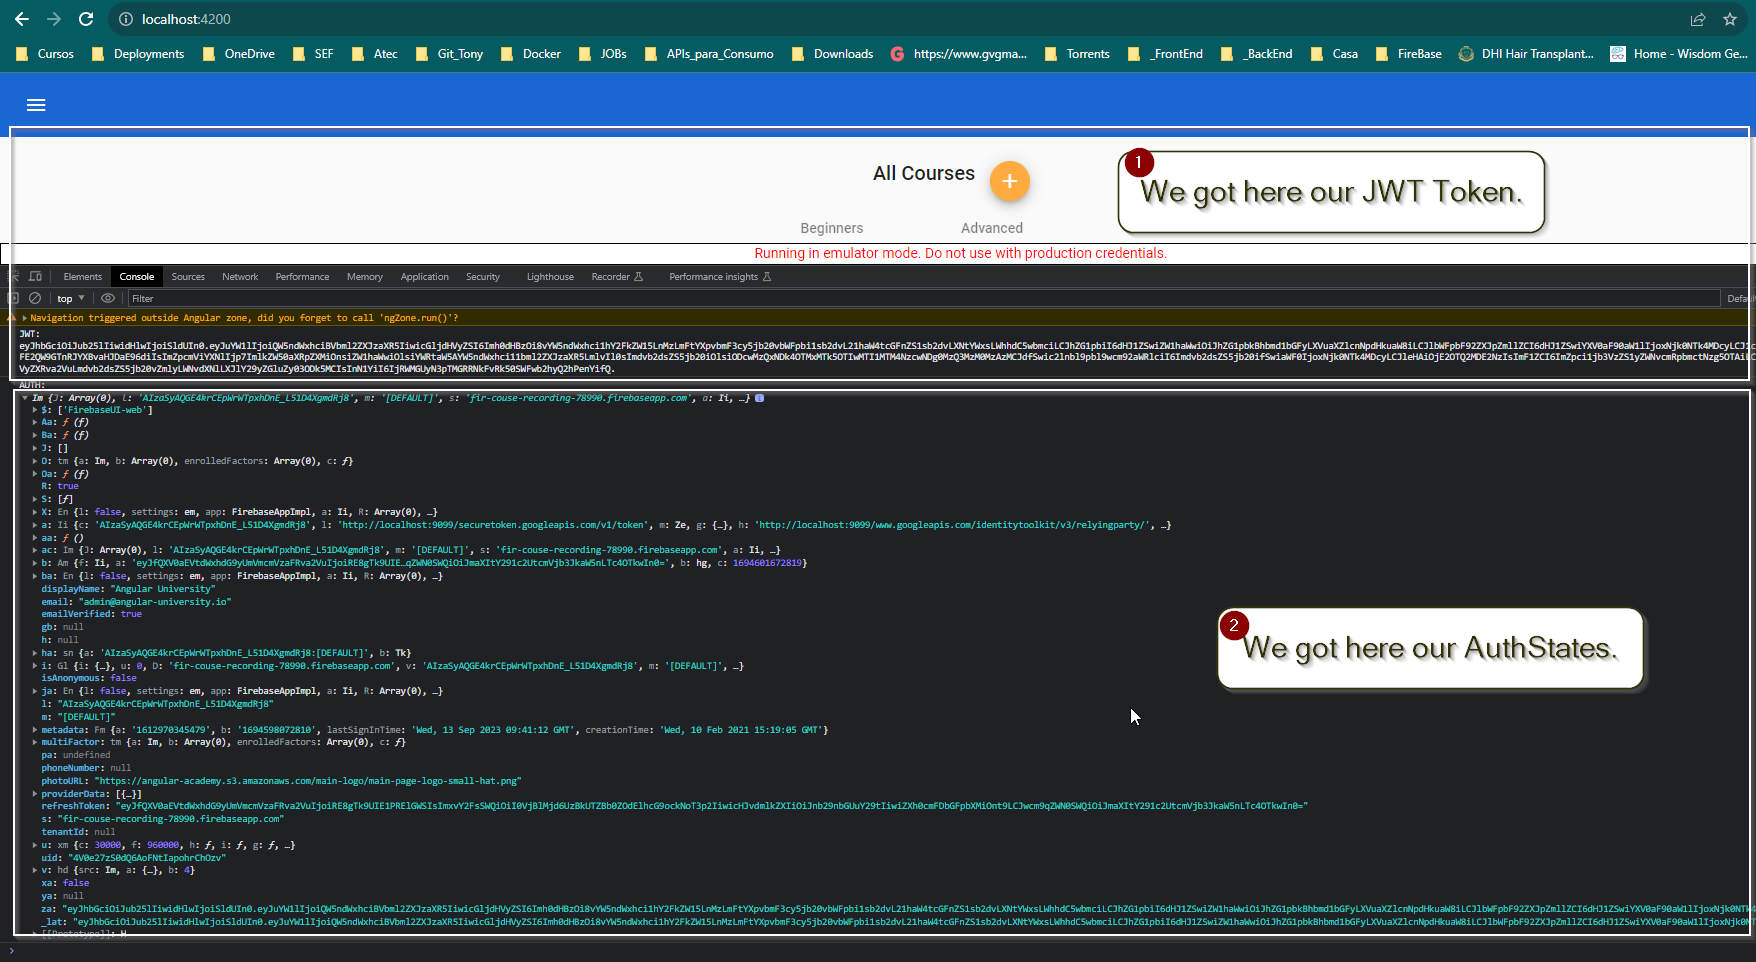 localhost:4200
Cursos Deployments OneDrive SEF Atec Git_Tony Docker JOBs APIs_para_Consumo Downloads https://www.gvgma... Torrents _FrontEnd _BackEnd Casa FireBase DHI Hair Transplant... Home - Wisdom Ge...
All Courses +
1
We got here our JWT Token.
Beginners Advanced
Running in emulator mode. Do not use with production credentials.
Elements Console Sources Network Performance Memory Application Security Lighthouse Recorder Performance insights
top Filter
Navigation triggered outside Angular zone, did you forget to call 'ngZone.run()'?
JWT:
AUTH:
Im {J: Array(0), l: 'AIzaSyAQGE4krCEpWrWTpxhDnE_L51D4XgmdRj8', m: '[DEFAULT]', s: 'fir-couse-recording-78990.firebaseapp.com', a: Ii, …}
$: ['FirebaseUI-web']
Aa: ƒ (f)
Ba: ƒ (f)
J: []
O: tm {a: Im, b: Array(0), enrolledFactors: Array(0), c: ƒ}
Oa: ƒ (f)
R: true
S: [ƒ]
X: En {l: false, settings: em, app: FirebaseAppImpl, a: Ii, R: Array(0), …}
a: Ii {c: 'AIzaSyAQGE4krCEpWrWTpxhDnE_L51D4XgmdRj8', l: 'http://localhost:9099/securetoken.googleapis.com/v1/token', m: Ze, g: {…}, h: 'http://localhost:9099/www.googleapis.com/identitytoolkit/v3/relyingparty/', …}
aa: ƒ ()
ac: Im {J: Array(0), l: 'AIzaSyAQGE4krCEpWrWTpxhDnE_L51D4XgmdRj8', m: '[DEFAULT]', s: 'fir-couse-recording-78990.firebaseapp.com', a: Ii, …}
b: Am {f: Ii, a: b: hg, c: 1694601672819}
ba: En {l: false, settings: em, app: FirebaseAppImpl, a: Ii, R: Array(0), …}
displayName: "Angular University"
email: "admin@angular-university.io"
emailVerified: true
gb: null
h: null
ha: sn {a: 'AIzaSyAQGE4krCEpWrWTpxhDnE_L51D4XgmdRj8:[DEFAULT]', b: Tk}
i: Gl {i: {…}, u: 0, D: 'fir-couse-recording-78990.firebaseapp.com', v: 'AIzaSyAQGE4krCEpWrWTpxhDnE_L51D4XgmdRj8', m: '[DEFAULT]', …}
isAnonymous: false
ja: En {l: false, settings: em, app: FirebaseAppImpl, a: Ii, R: Array(0), …}
l: "AIzaSyAQGE4krCEpWrWTpxhDnE_L51D4XgmdRj8"
m: "[DEFAULT]"
metadata: Fm {a: '1612970345479', b: '1694598072810', lastSignInTime: 'Wed, 13 Sep 2023 09:41:12 GMT', creationTime: 'Wed, 10 Feb 2021 15:19:05 GMT'}
multiFactor: tm {a: Im, b: Array(0), enrolledFactors: Array(0), c: ƒ}
pa: undefined
phoneNumber: null
photoURL: "https://angular-academy.s3.amazonaws.com/main-logo/main-page-logo-small-hat.png"
providerData: [{…}]
refreshToken:
s: "fir-couse-recording-78990.firebaseapp.com"
tenantId: null
u: xm {c: 30000, f: 960000, h: ƒ, i: ƒ, g: ƒ, …}
uid: "4V0e27zS0dQ6AoFNtIapohrChOzv"
v: hd {src: Im, a: {…}, b: 4}
xa: false
ya: null
za:
_lat:
[[Prototype]]: H
2
We got here our AuthStates.